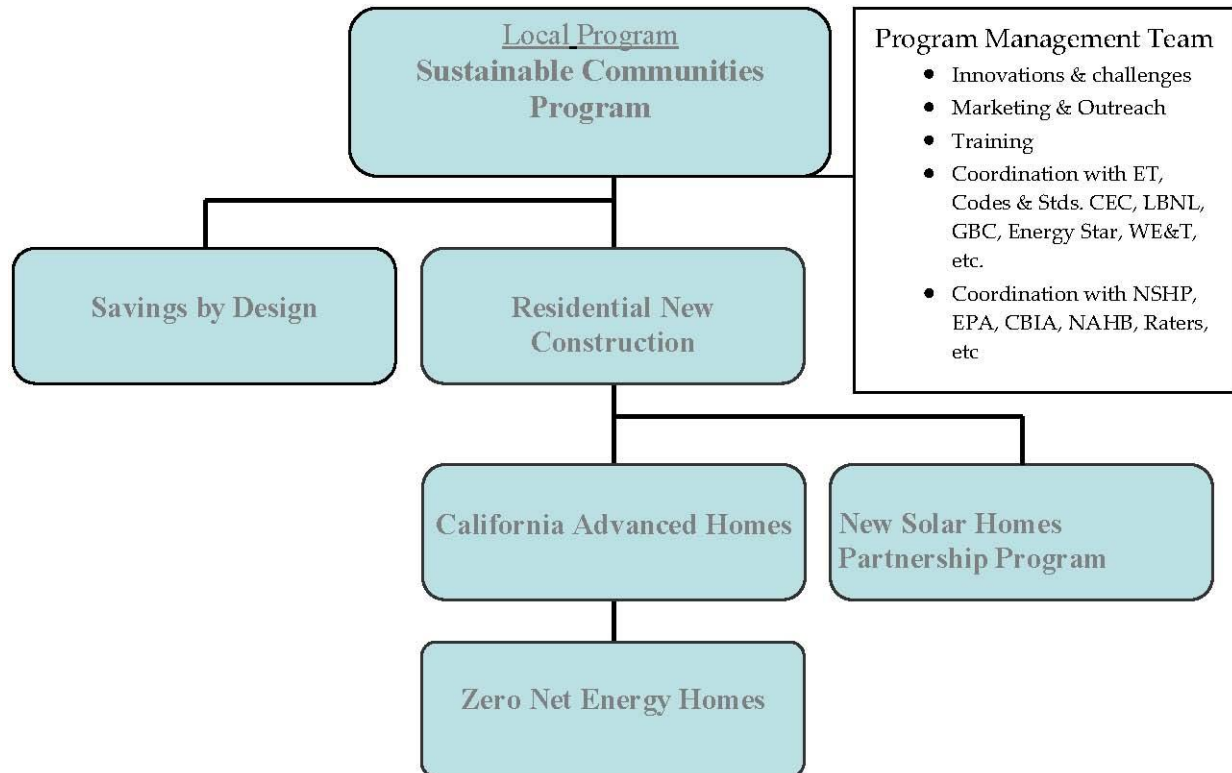 Local Program
Sustainable Communities
Program
Program Management Team
• Innovations & challenges
• Marketing & Outreach
• Training
• Coordination with ET,
Codes & Stds. CEC, LBNL,
GBC, Energy Star, WE&T,
etc.
• Coordination with NSHP,
EPA, CBIA, NAHB, Raters,
etc
Savings by Design
Residential New
Construction
California Advanced Homes
New Solar Homes
Partnership Program
Zero Net Energy Homes